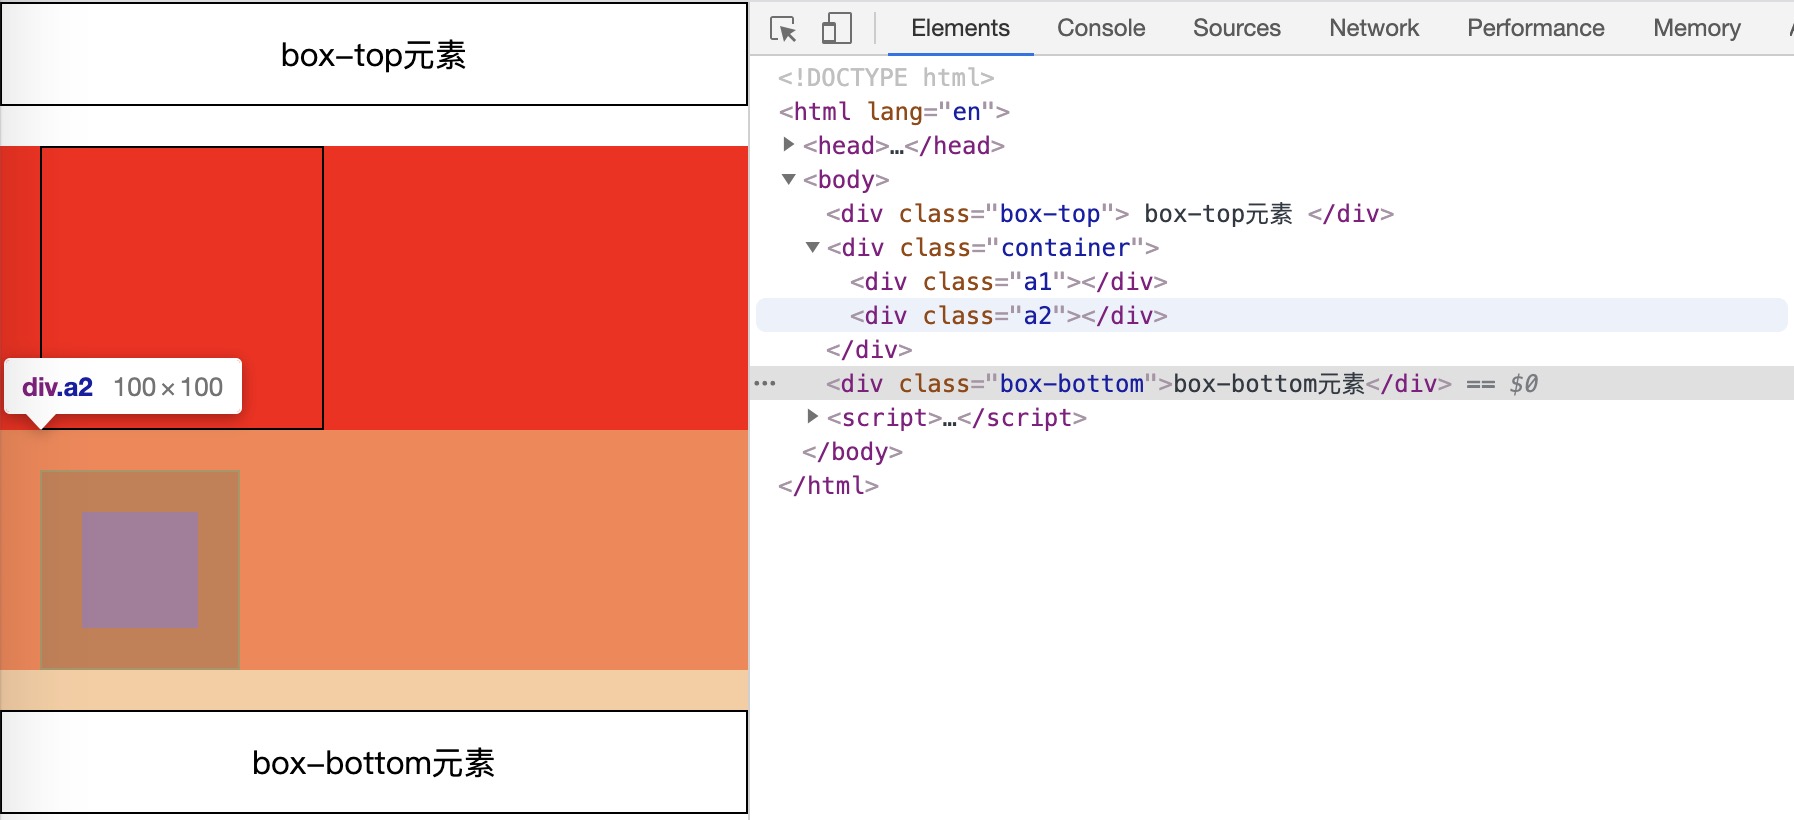 box-top元素
div.a2 100×100
box-bottom元素
Elements Console Sources Network Performance Memory
<!DOCTYPE html>
<html lang="en">
<head>…</head>
<body>
<div class="box-top"> box-top元素 </div>
<div class="container">
<div class="a1"></div>
<div class="a2"></div>
</div>
<div class="box-bottom">box-bottom元素</div> == $0
<script>…</script>
</body>
</html>